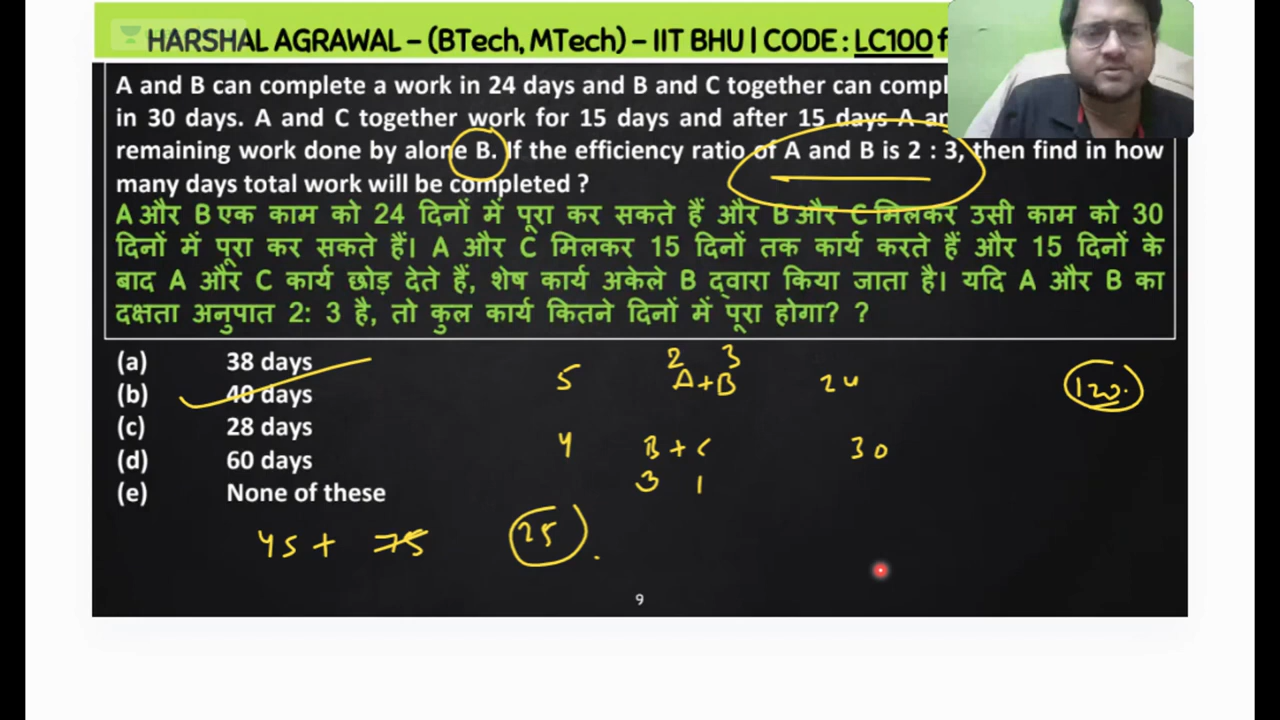 HARSHAL AGRAWAL – (BTech, MTech) – IIT BHU | CODE : LC100 f
A and B can complete a work in 24 days and B and C together can compl
in 30 days. A and C together work for 15 days and after 15 days A ar
remaining work done by alone B. If the efficiency ratio of A and B is 2 : 3, then find in how
many days total work will be completed ?
A और B एक काम को 24 दिनों में पूरा कर सकते हैं और B और C मिलकर उसी काम को 30
दिनों में पूरा कर सकते हैं। A और C मिलकर 15 दिनों तक कार्य करते हैं और 15 दिनों के
बाद A और C कार्य छोड़ देते हैं, शेष कार्य अकेले B द्वारा किया जाता है। यदि A और B का
दक्षता अनुपात 2: 3 है, तो कुल कार्य कितने दिनों में पूरा होगा? ?
(a) 38 days
(b) 40 days
(c) 28 days
(d) 60 days
(e) None of these
2 3
5 A+B 24
120.
4 B+C 30
3 1
45 + 75
25
9